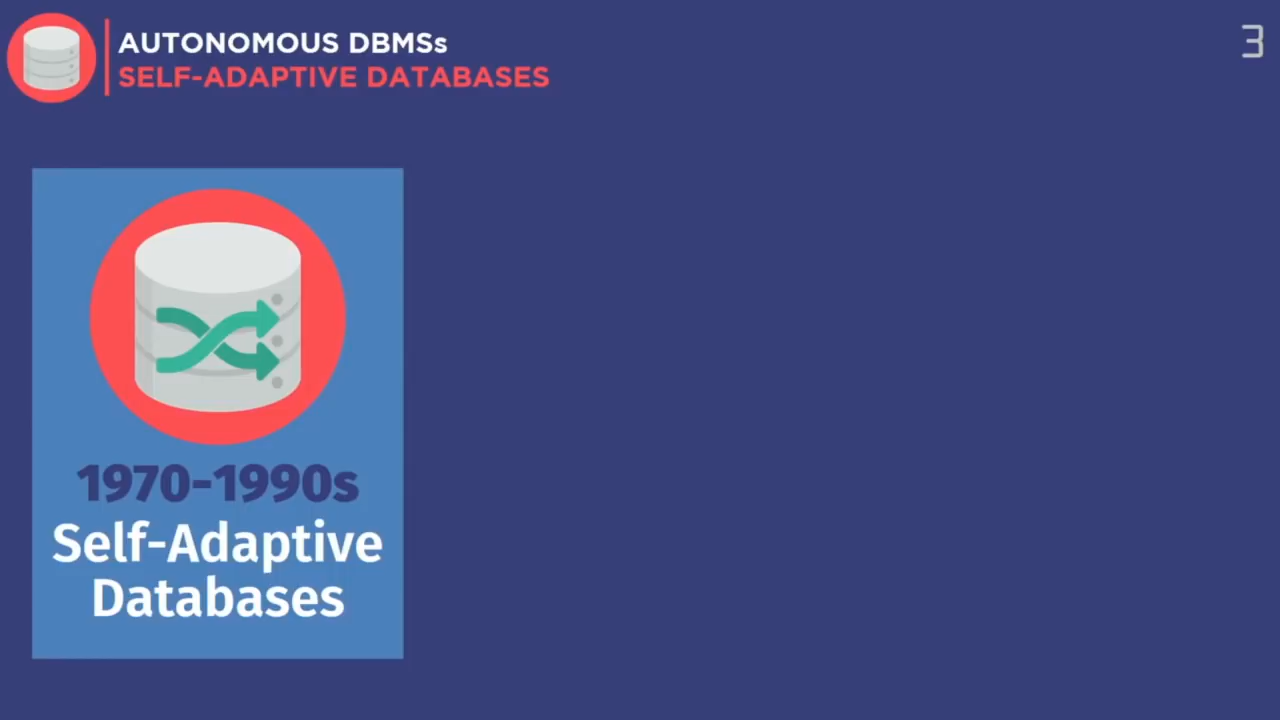 AUTONOMOUS DBMSs
SELF-ADAPTIVE DATABASES
3
1970-1990s
Self-Adaptive
Databases